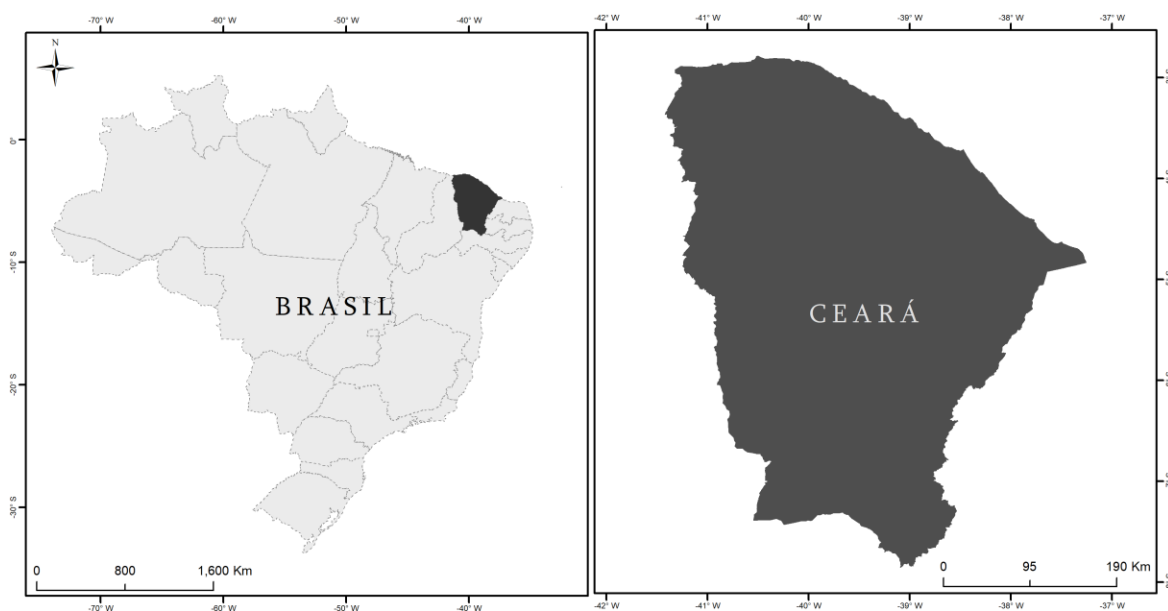 -70° W -60° W -50° W -40° W
N
0°
-10° S
-20° S
-30° S
BRASIL
0 800 1,600 Km
-70° W -60° W -50° W -40° W
-42° W -41° W -40° W -39° W -38° W -37° W
CEARÁ
0 95 190 Km
-42° W -41° W -40° W -39° W -38° W -37° W